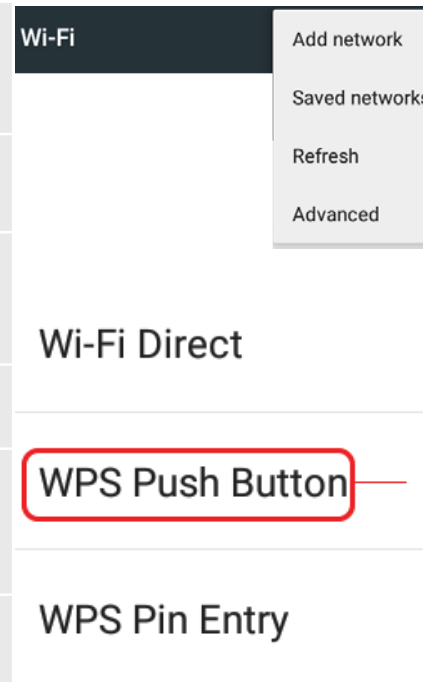 Wi-Fi
Add network
Saved networks
Refresh
Advanced
Wi-Fi Direct
WPS Push Button
WPS Pin Entry